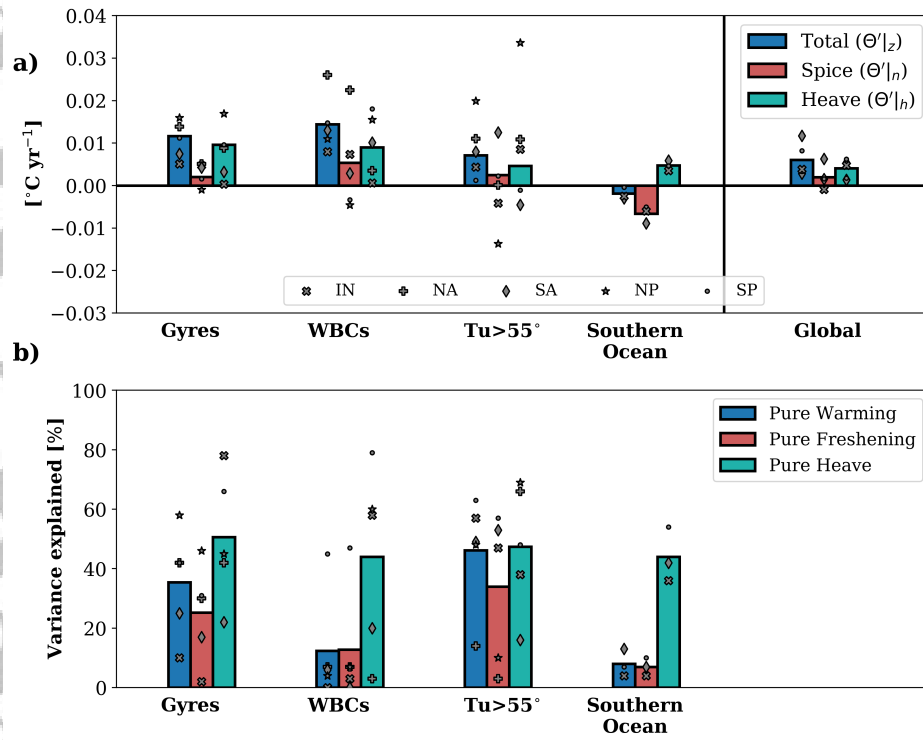 a)
[°C yr⁻¹]
0.04
0.03
0.02
0.01
0.00
−0.01
−0.02
−0.03
Total (Θ′|z)
Spice (Θ′|n)
Heave (Θ′|h)
IN NA SA NP SP
Gyres WBCs Tu>55° Southern Ocean Global
b)
Variance explained [%]
100
80
60
40
20
0
Pure Warming
Pure Freshening
Pure Heave
Gyres WBCs Tu>55° Southern Ocean